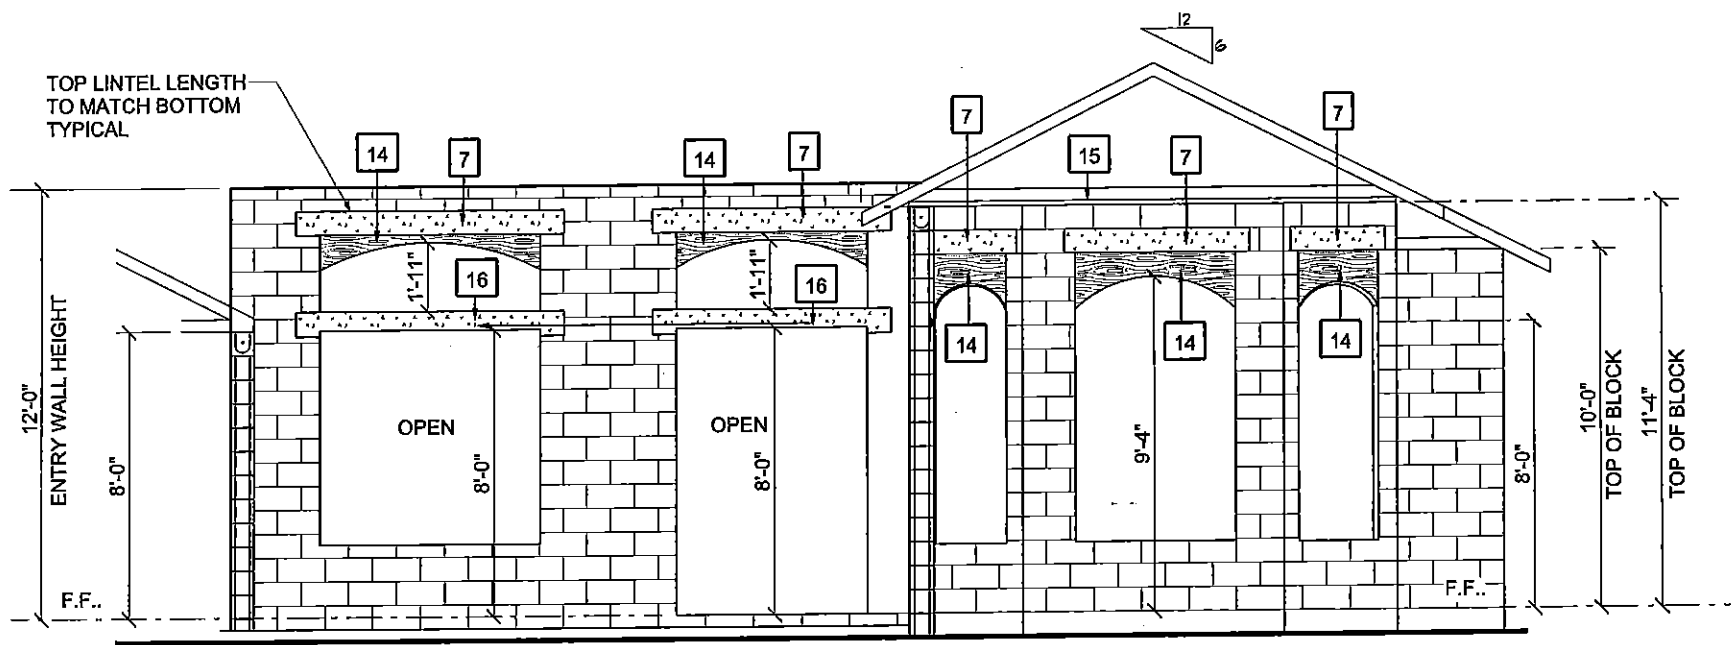 12
6
TOP LINTEL LENGTH
TO MATCH BOTTOM
TYPICAL
7
7
14
7
14
7
15
7
1'-11"
16
1'-11"
16
14
14
14
12'-0"
ENTRY WALL HEIGHT
8'-0"
OPEN
8'-0"
OPEN
8'-0"
9'-4"
8'-0"
10'-0"
TOP OF BLOCK
11'-4"
TOP OF BLOCK
F.F..
F.F..